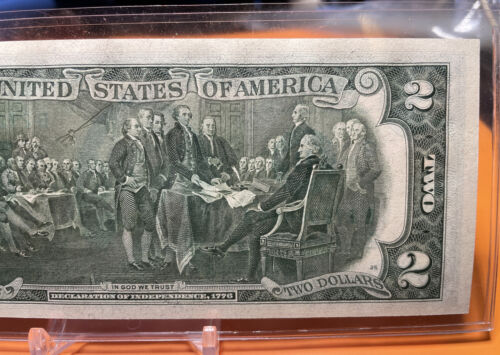 UNITED STATES OF AMERICA
2
TWO
2
IN GOD WE TRUST
DECLARATION OF INDEPENDENCE, 1776
TWO DOLLARS